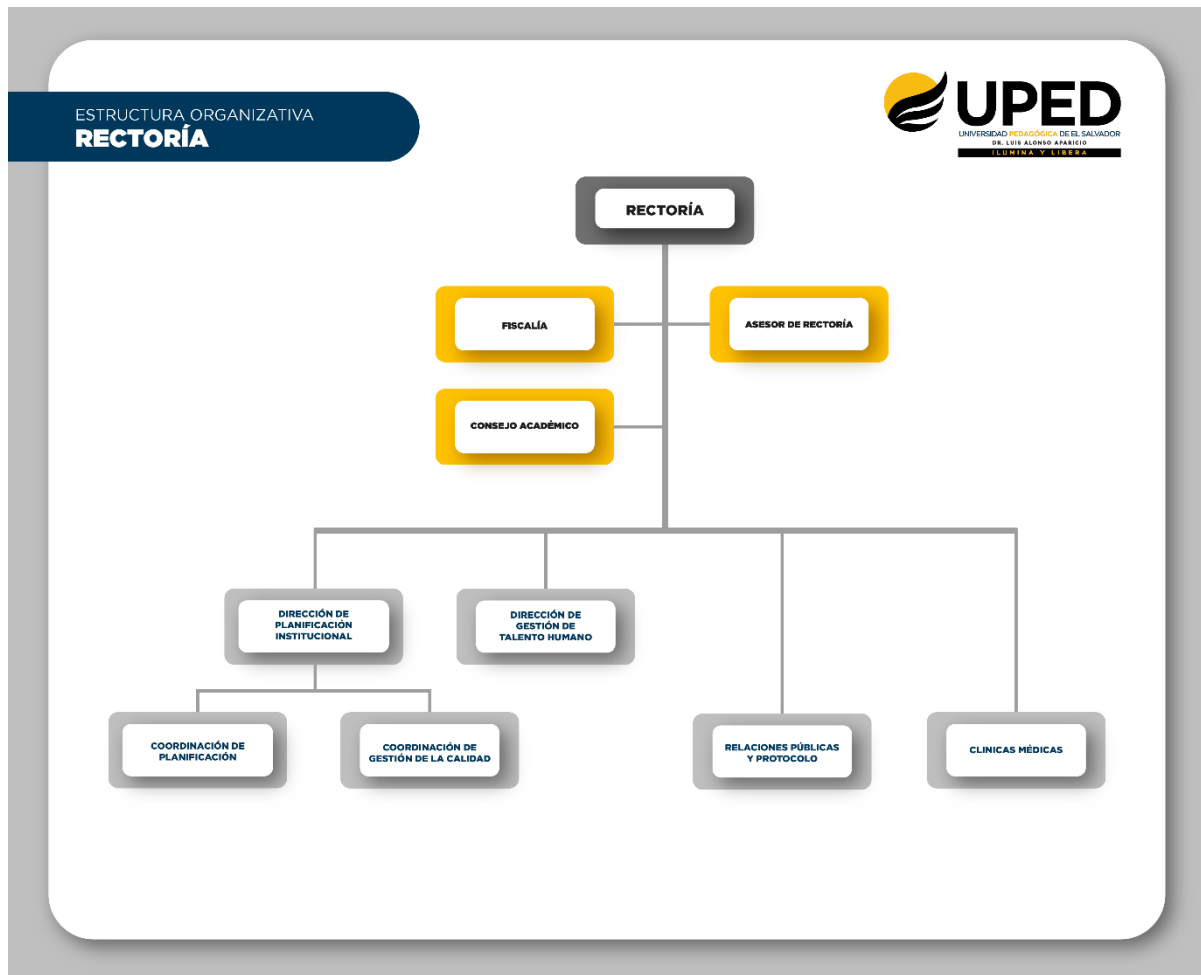 ESTRUCTURA ORGANIZATIVA
RECTORÍA
UPED
UNIVERSIDAD PEDAGÓGICA DE EL SALVADOR
DR. LUIS ALONSO APARICIO
ILUMINA Y LIBERA
RECTORÍA
FISCALÍA
ASESOR DE RECTORÍA
CONSEJO ACADÉMICO
DIRECCIÓN DE
PLANIFICACIÓN
INSTITUCIONAL
DIRECCIÓN DE
GESTIÓN DE
TALENTO HUMANO
COORDINACIÓN DE
PLANIFICACIÓN
COORDINACIÓN DE
GESTIÓN DE LA CALIDAD
RELACIONES PÚBLICAS
Y PROTOCOLO
CLINICAS MÉDICAS